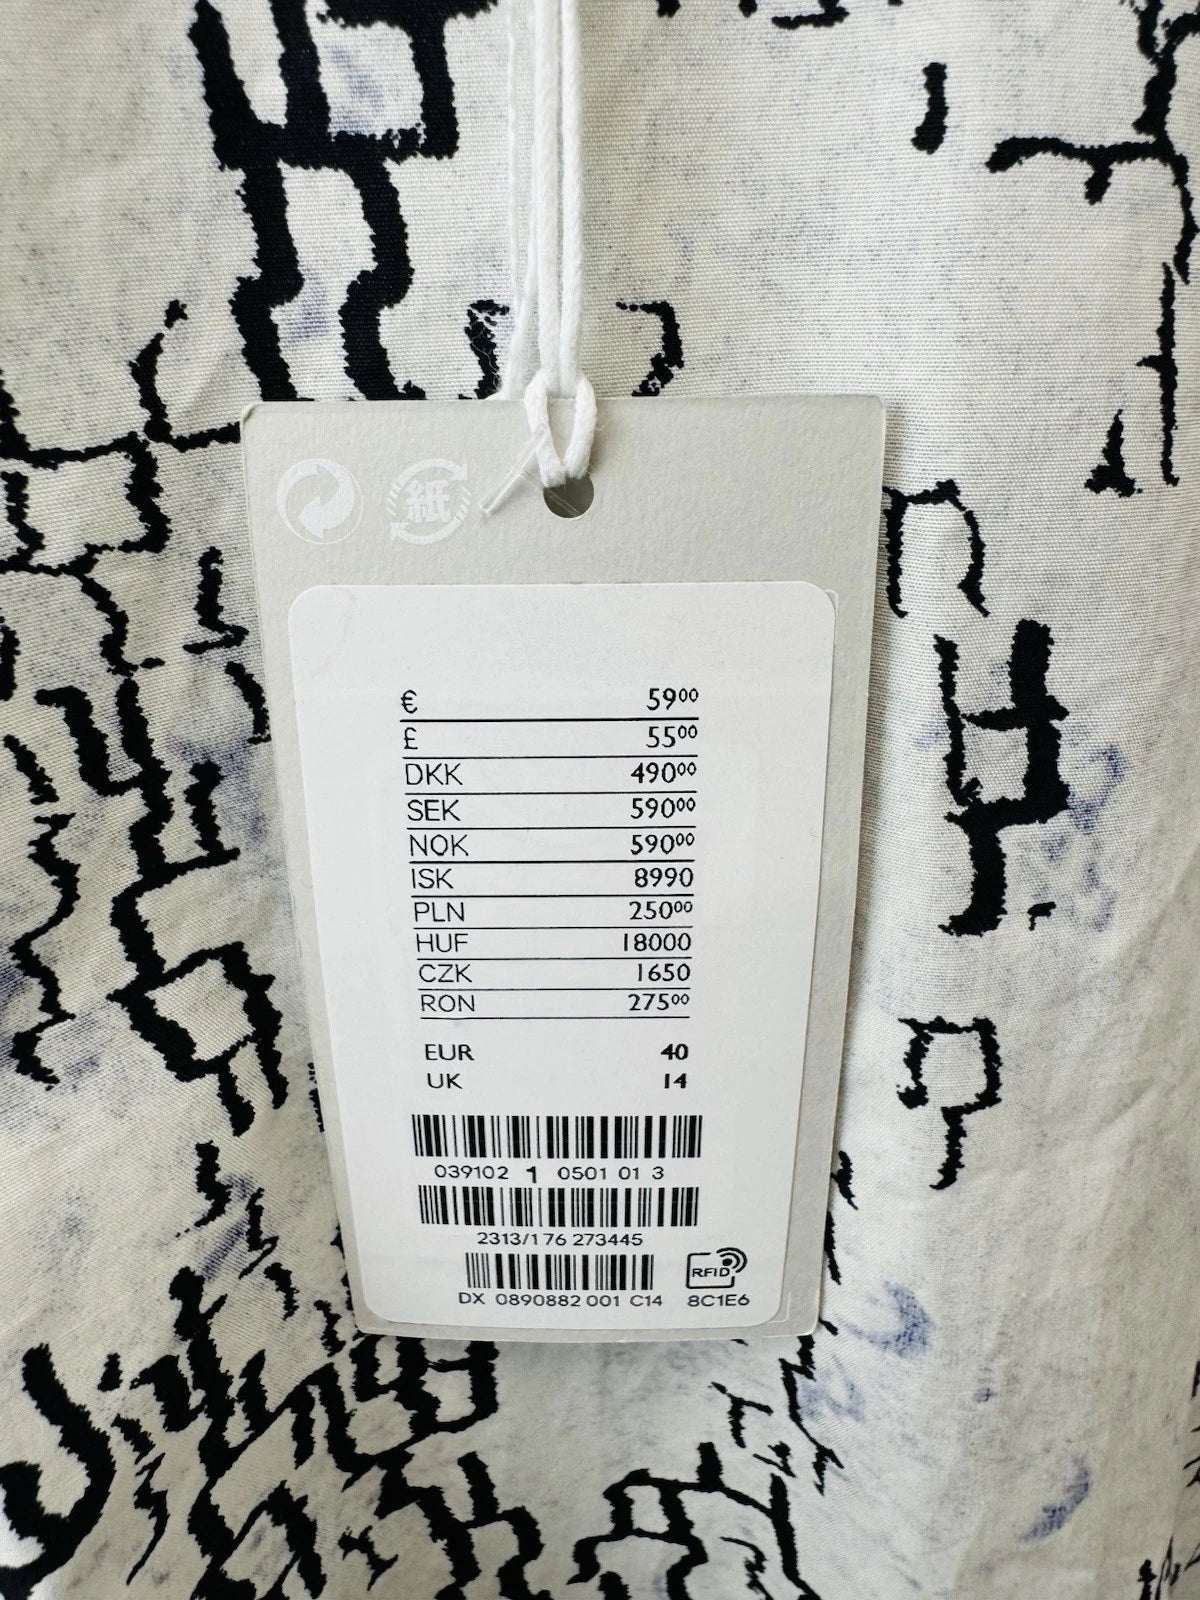 紙
€ 59⁰⁰
£ 55⁰⁰
DKK 490⁰⁰
SEK 590⁰⁰
NOK 590⁰⁰
ISK 8990
PLN 250⁰⁰
HUF 18000
CZK 1650
RON 275⁰⁰
EUR 40
UK 14
039102 1 0501 01 3
2313/176 273445
RFID
DX 0890882 001 C14 8C1E6